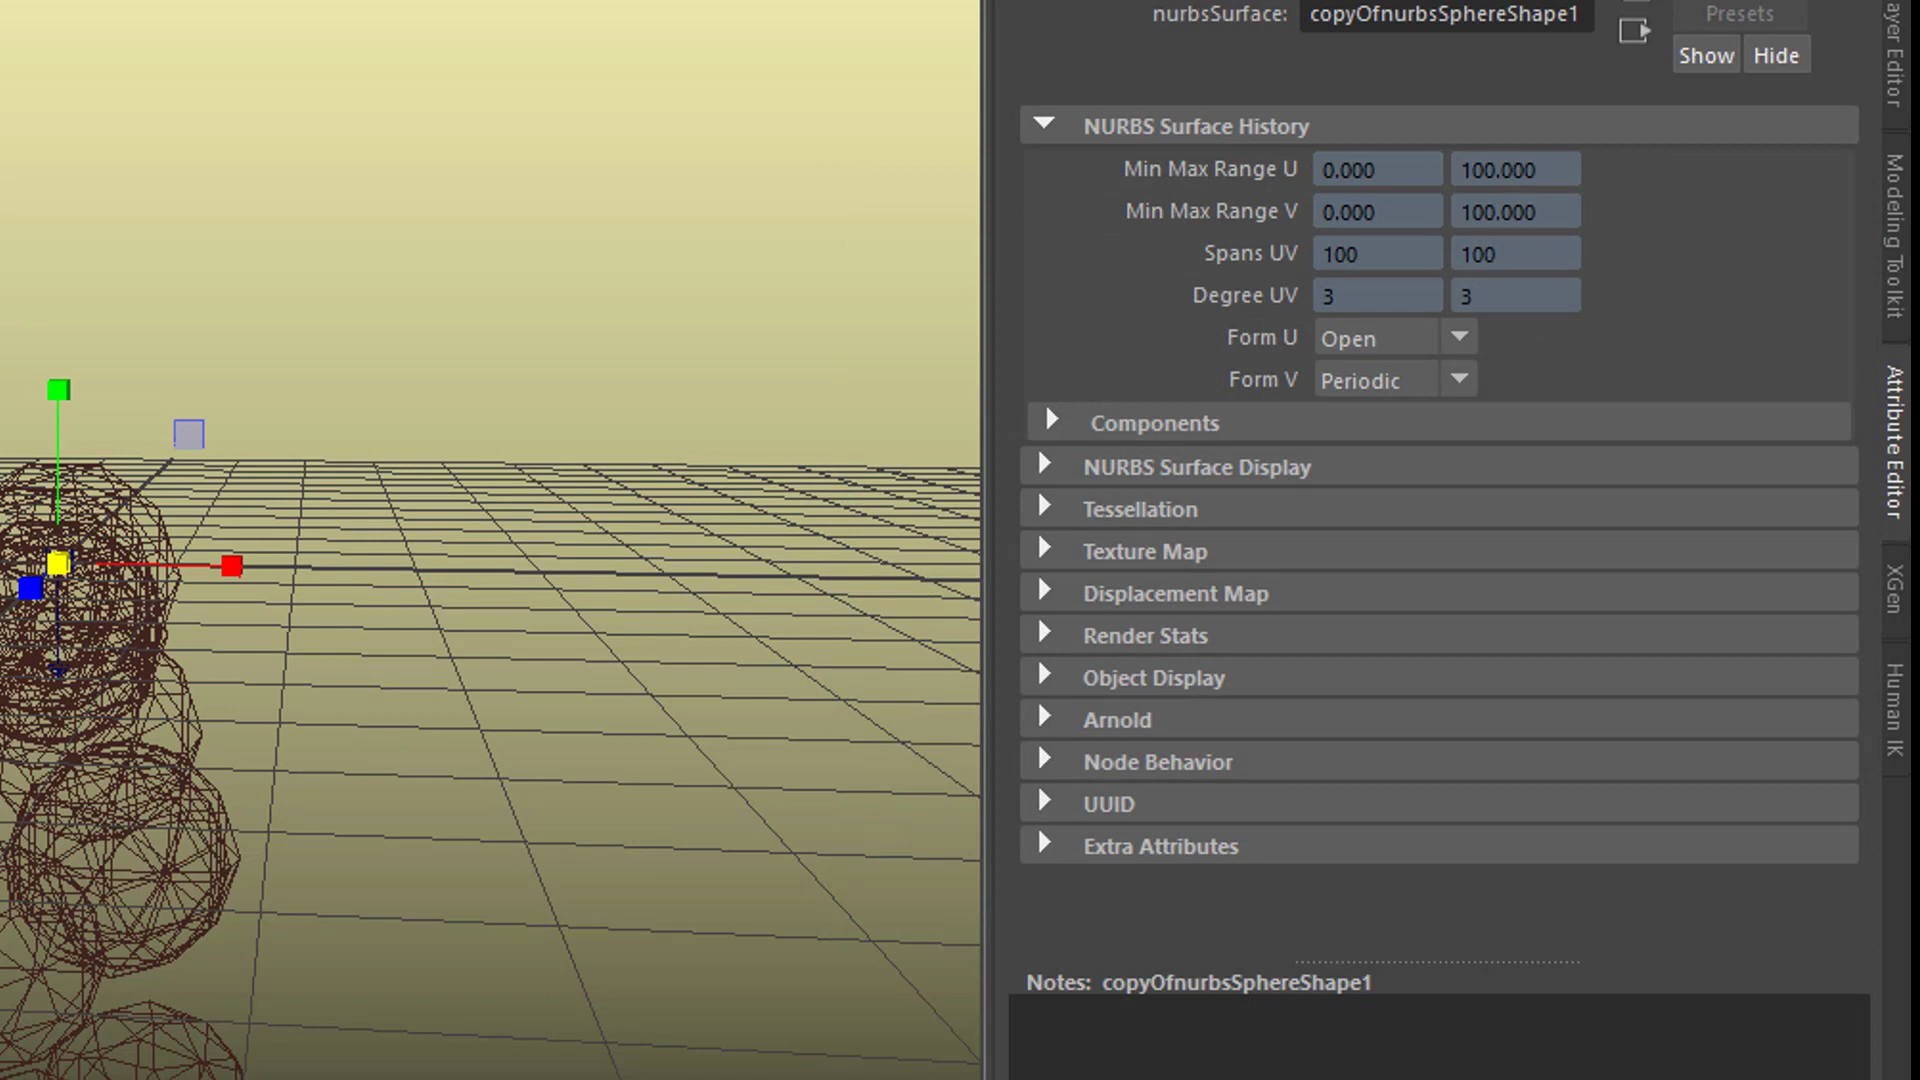 nurbsSurface: copyOfnurbsSphereShape1
Presets
Show Hide
NURBS Surface History
Min Max Range U 0.000 100.000
Min Max Range V 0.000 100.000
Spans UV 100 100
Degree UV 3 3
Form U Open
Form V Periodic
Components
NURBS Surface Display
Tessellation
Texture Map
Displacement Map
Render Stats
Object Display
Arnold
Node Behavior
UUID
Extra Attributes
Notes: copyOfnurbsSphereShape1
ayer Editor
Modeling Toolkit
Attribute Editor
XGen
Human IK